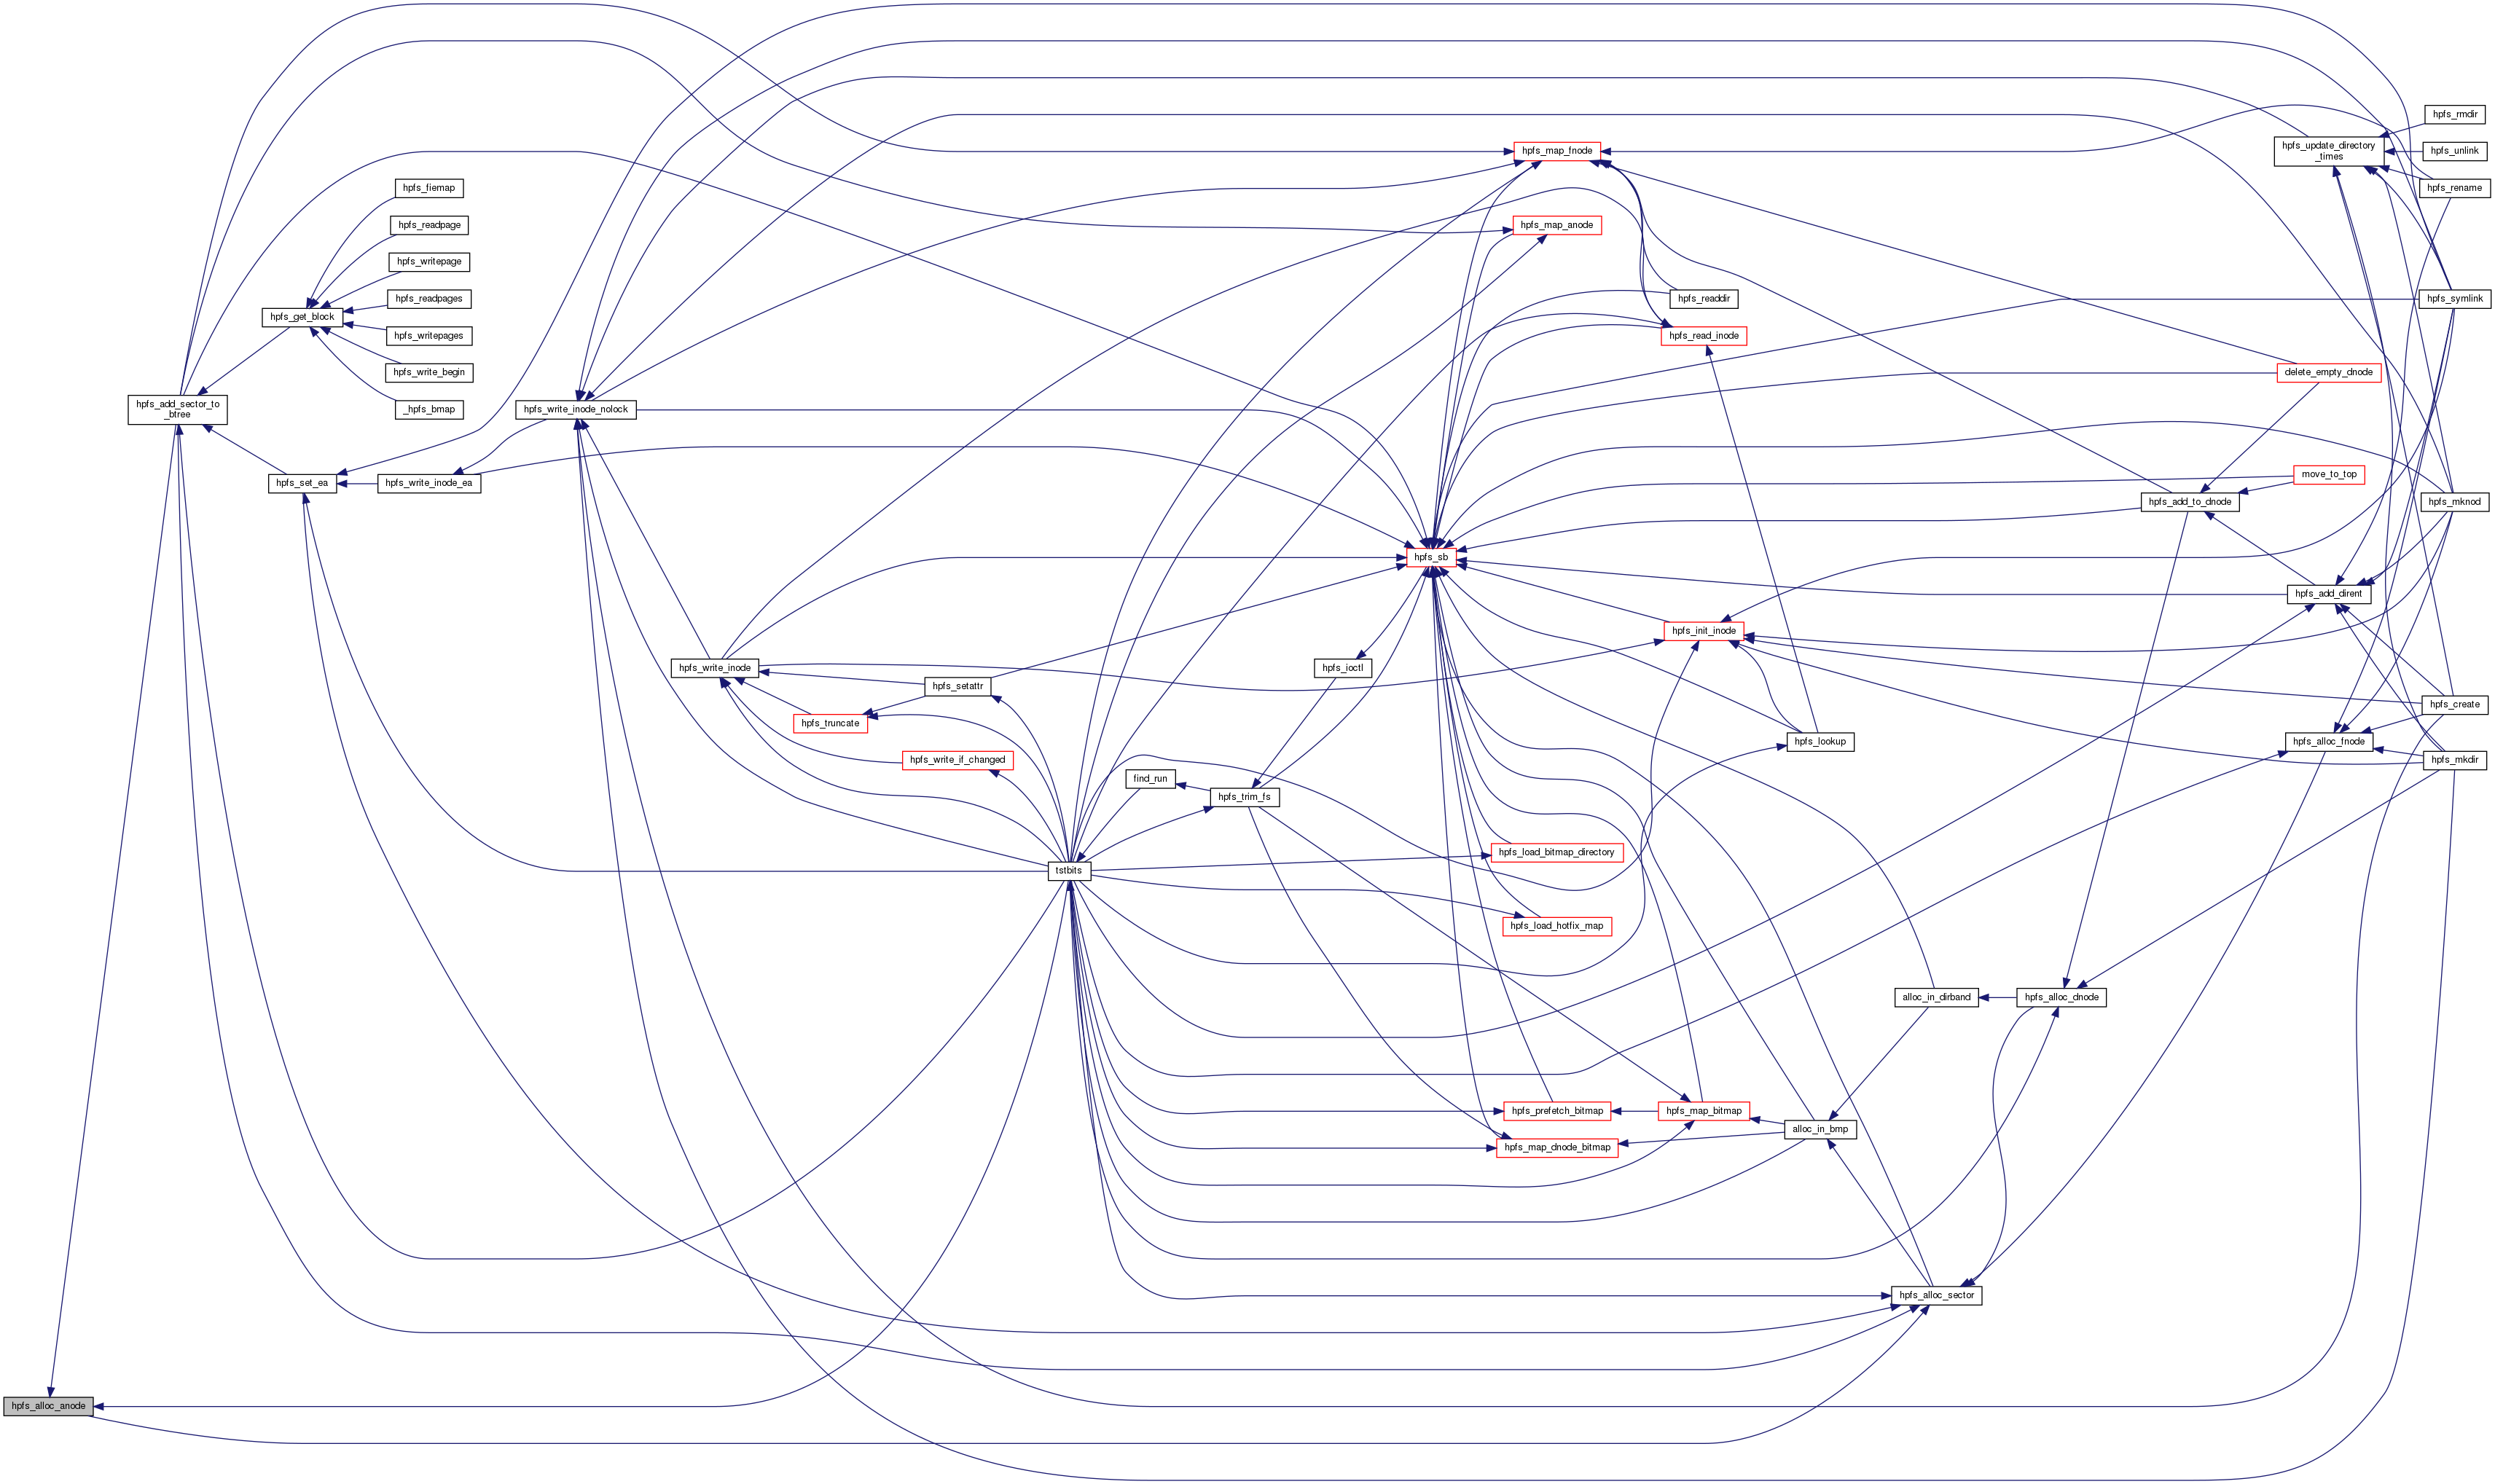 hpfs_alloc_anode
hpfs_add_sector_to
_btree
hpfs_get_block
hpfs_set_ea
hpfs_fiemap
hpfs_readpage
hpfs_writepage
hpfs_readpages
hpfs_writepages
hpfs_write_begin
_hpfs_bmap
hpfs_write_inode_ea
hpfs_write_inode_nolock
hpfs_write_inode
hpfs_truncate
hpfs_setattr
hpfs_write_if_changed
tstbits
find_run
hpfs_trim_fs
hpfs_ioctl
hpfs_sb
hpfs_map_fnode
hpfs_map_anode
hpfs_readdir
hpfs_read_inode
hpfs_init_inode
hpfs_lookup
hpfs_load_bitmap_directory
hpfs_load_hotfix_map
hpfs_prefetch_bitmap
hpfs_map_dnode_bitmap
hpfs_map_bitmap
alloc_in_bmp
alloc_in_dirband
hpfs_alloc_sector
hpfs_alloc_dnode
hpfs_add_to_dnode
hpfs_alloc_fnode
hpfs_add_dirent
move_to_top
delete_empty_dnode
hpfs_update_directory
_times
hpfs_rmdir
hpfs_unlink
hpfs_rename
hpfs_symlink
hpfs_mknod
hpfs_create
hpfs_mkdir